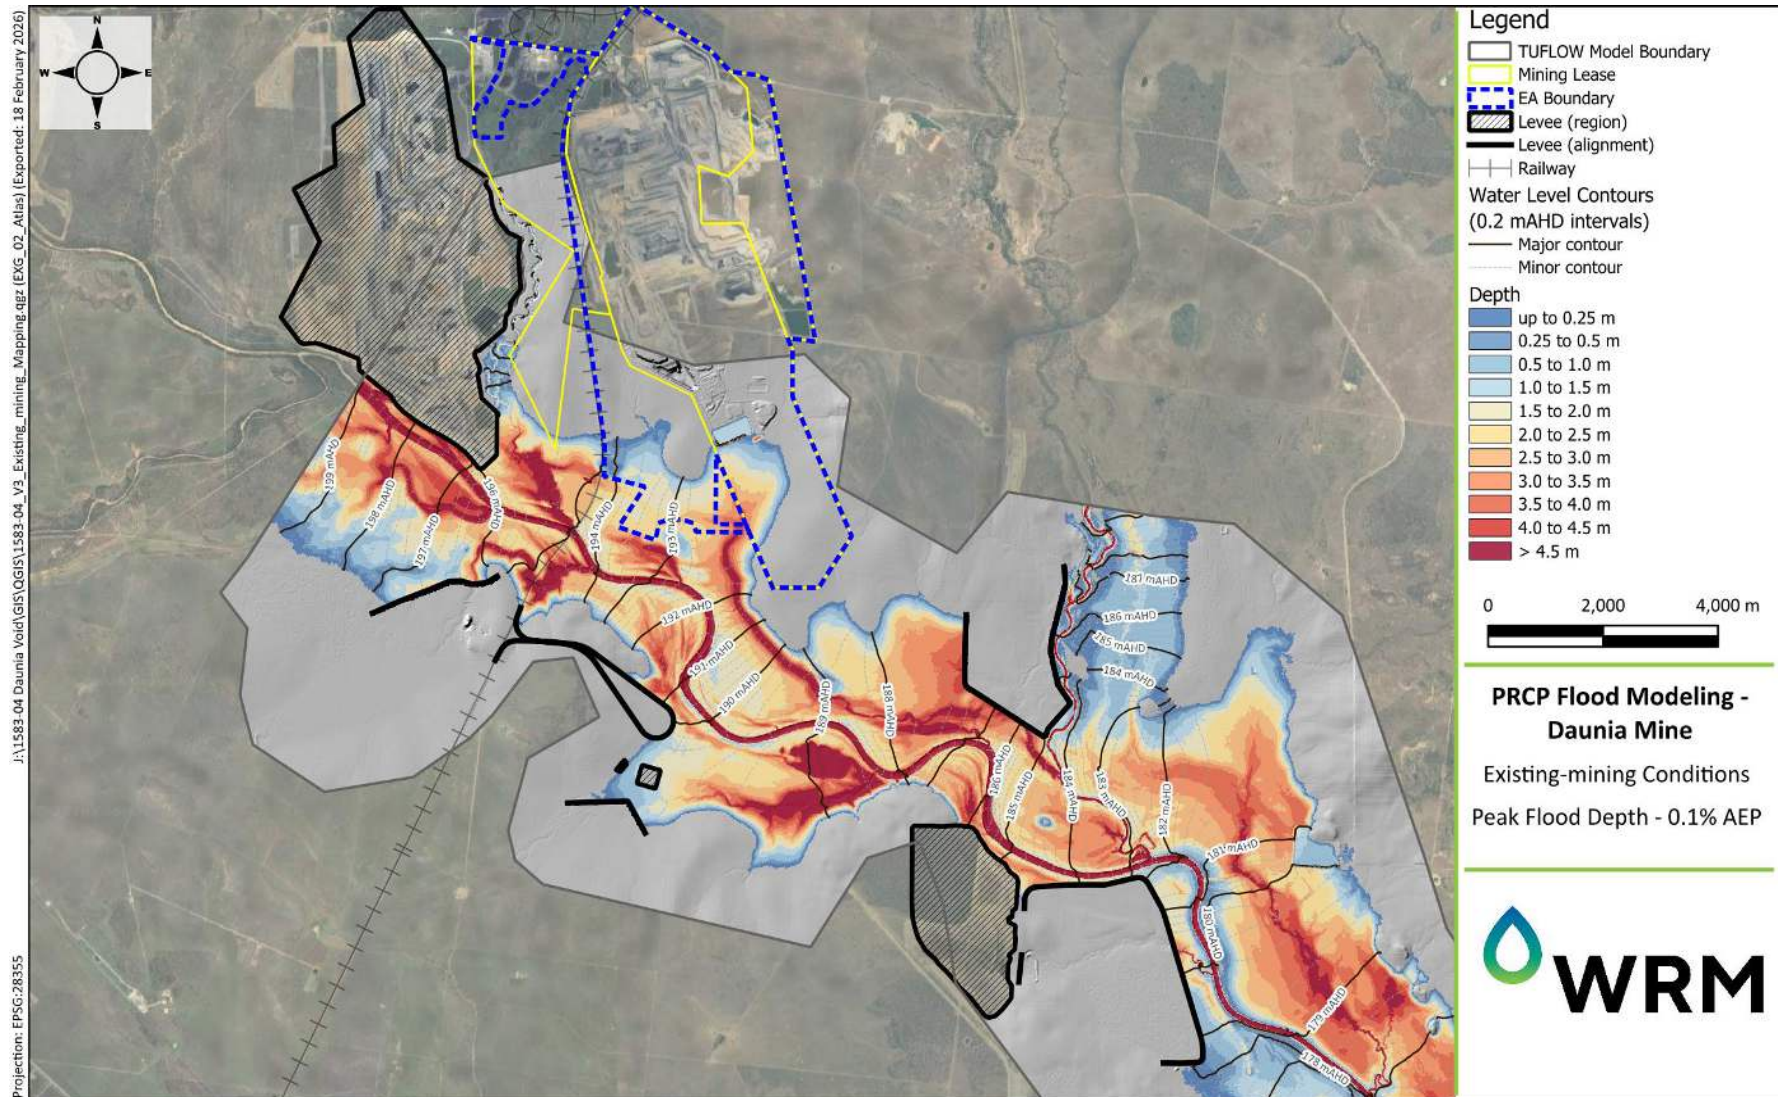 J:\1583-04 Daunia Void\GIS\QGIS\1583-04_V3_Existing_mining_Mapping.qgz (EXG_02_Atlas) (Exported: 18 February 2026)
Projection: EPSG:28355
N
W
E
S
199 mAHD
198 mAHD
197 mAHD
196 mAHD
194 mAHD
193 mAHD
192 mAHD
191 mAHD
190 mAHD
189 mAHD
188 mAHD
187 mAHD
186 mAHD
185 mAHD
184 mAHD
186 mAHD
185 mAHD
184 mAHD
183 mAHD
182 mAHD
181 mAHD
180 mAHD
179 mAHD
178 mAHD
Legend
TUFLOW Model Boundary
Mining Lease
EA Boundary
Levee (region)
Levee (alignment)
Railway
Water Level Contours
(0.2 mAHD intervals)
Major contour
Minor contour
Depth
up to 0.25 m
0.25 to 0.5 m
0.5 to 1.0 m
1.0 to 1.5 m
1.5 to 2.0 m
2.0 to 2.5 m
2.5 to 3.0 m
3.0 to 3.5 m
3.5 to 4.0 m
4.0 to 4.5 m
> 4.5 m
0 2,000 4,000 m
PRCP Flood Modeling -
Daunia Mine
Existing-mining Conditions
Peak Flood Depth - 0.1% AEP
WRM